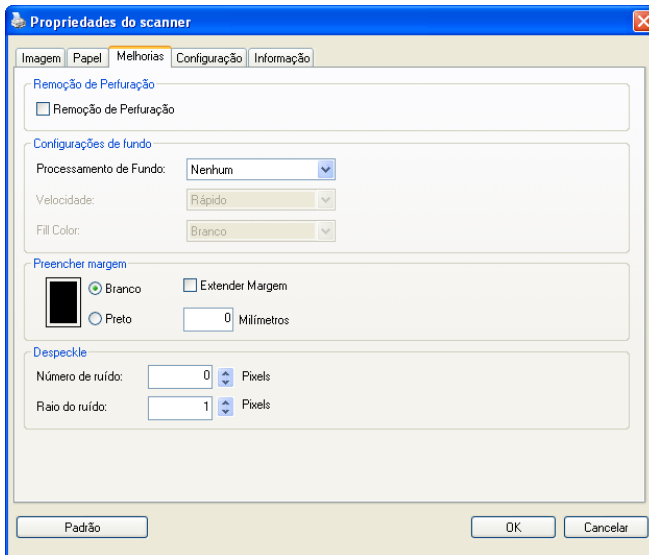 Propriedades do scanner
Imagem Papel Melhorias Configuração Informação
Remoção de Perfuração
Remoção de Perfuração
Configurações de fundo
Processamento de Fundo: Nenhum
Velocidade: Rápido
Fill Color: Branco
Preencher margem
Branco Extender Margem
Preto 0 Milímetros
Despeckle
Número de ruído: 0 Pixels
Raio do ruído: 1 Pixels
Padrão OK Cancelar